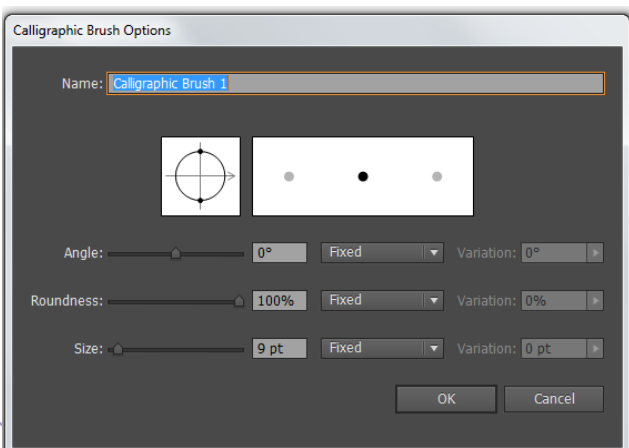 Calligraphic Brush Options
Name: Calligraphic Brush 1
Angle: 0° Fixed Variation: 0°
Roundness: 100% Fixed Variation: 0%
Size: 9 pt Fixed Variation: 0 pt
OK Cancel